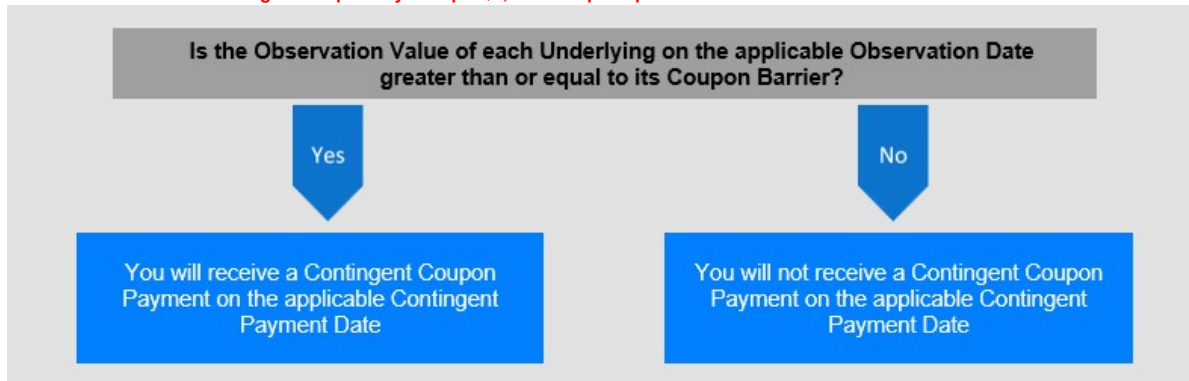 Is the Observation Value of each Underlying on the applicable Observation Date
greater than or equal to its Coupon Barrier?
Yes
No
You will receive a Contingent Coupon
Payment on the applicable Contingent
Payment Date
You will not receive a Contingent Coupon
Payment on the applicable Contingent
Payment Date